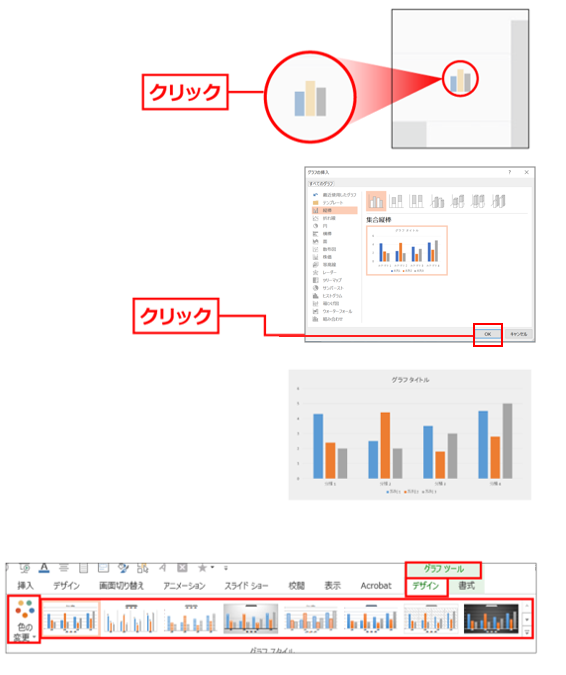 クリック
グラフの挿入
? ×
すべてのグラフ
最近使用したグラフ
テンプレート
縦棒
折れ線
円
横棒
面
散布図
株価
等高線
レーダー
ツリーマップ
サンバースト
ヒストグラム
箱ひげ図
ウォーターフォール
組み合わせ
集合縦棒
グラフ タイトル
クリック
OK
キャンセル
グラフ タイトル
6
5
4
3
2
1
0
分類 1 分類 2 分類 3 分類 4
系列 1 系列 2 系列 3
グラフ ツール
挿入 デザイン 画面切り替え アニメーション スライド ショー 校閲 表示 Acrobat デザイン 書式
色の
変更
グラフ スタイル